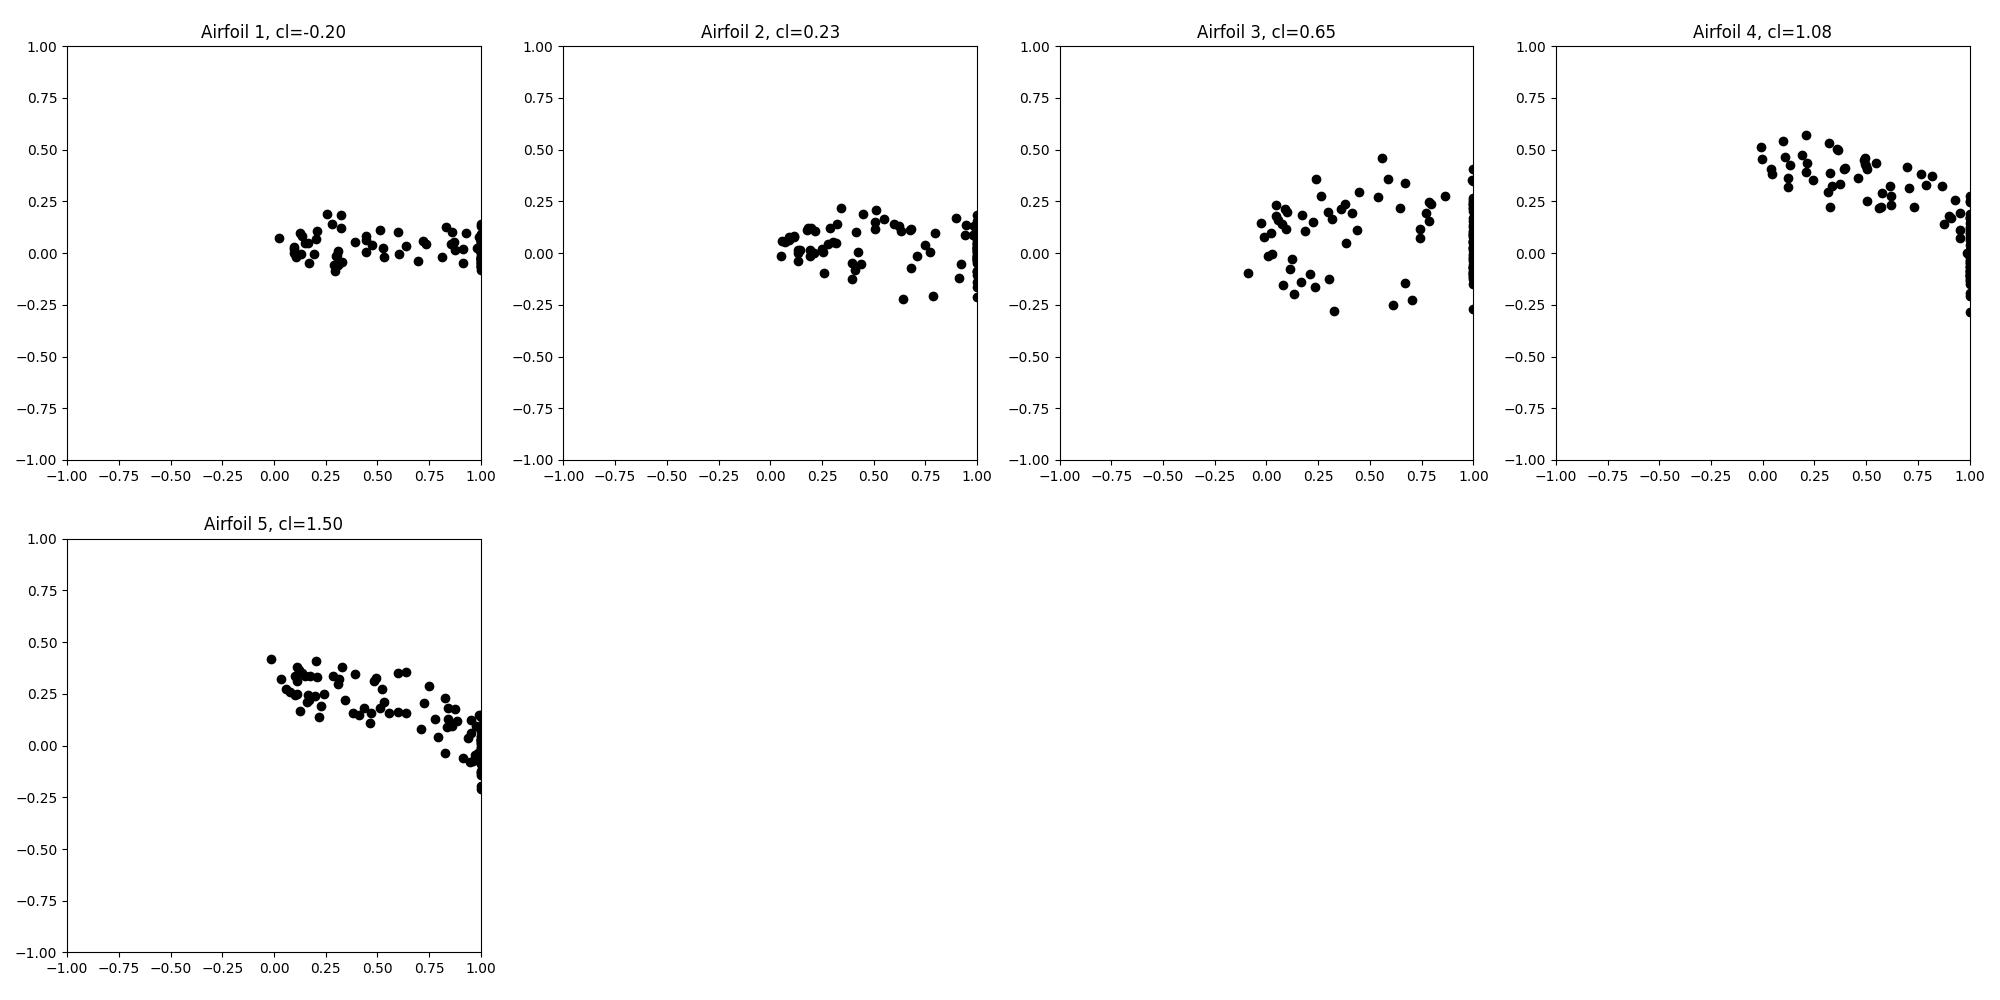 Airfoil 1, cl=-0.20
Airfoil 2, cl=0.23
Airfoil 3, cl=0.65
Airfoil 4, cl=1.08
1.00 1.00 1.00 1.00
0.75 0.75 0.75 0.75
0.50 0.50 0.50 0.50
0.25 0.25 0.25 0.25
0.00 0.00 0.00 0.00
−0.25 −0.25 −0.25 −0.25
−0.50 −0.50 −0.50 −0.50
−0.75 −0.75 −0.75 −0.75
−1.00 −1.00 −1.00 −1.00
−1.00 −0.75 −0.50 −0.25 0.00 0.25 0.50 0.75 1.00
−1.00 −0.75 −0.50 −0.25 0.00 0.25 0.50 0.75 1.00
−1.00 −0.75 −0.50 −0.25 0.00 0.25 0.50 0.75 1.00
−1.00 −0.75 −0.50 −0.25 0.00 0.25 0.50 0.75 1.00
Airfoil 5, cl=1.50
1.00
0.75
0.50
0.25
0.00
−0.25
−0.50
−0.75
−1.00
−1.00 −0.75 −0.50 −0.25 0.00 0.25 0.50 0.75 1.00